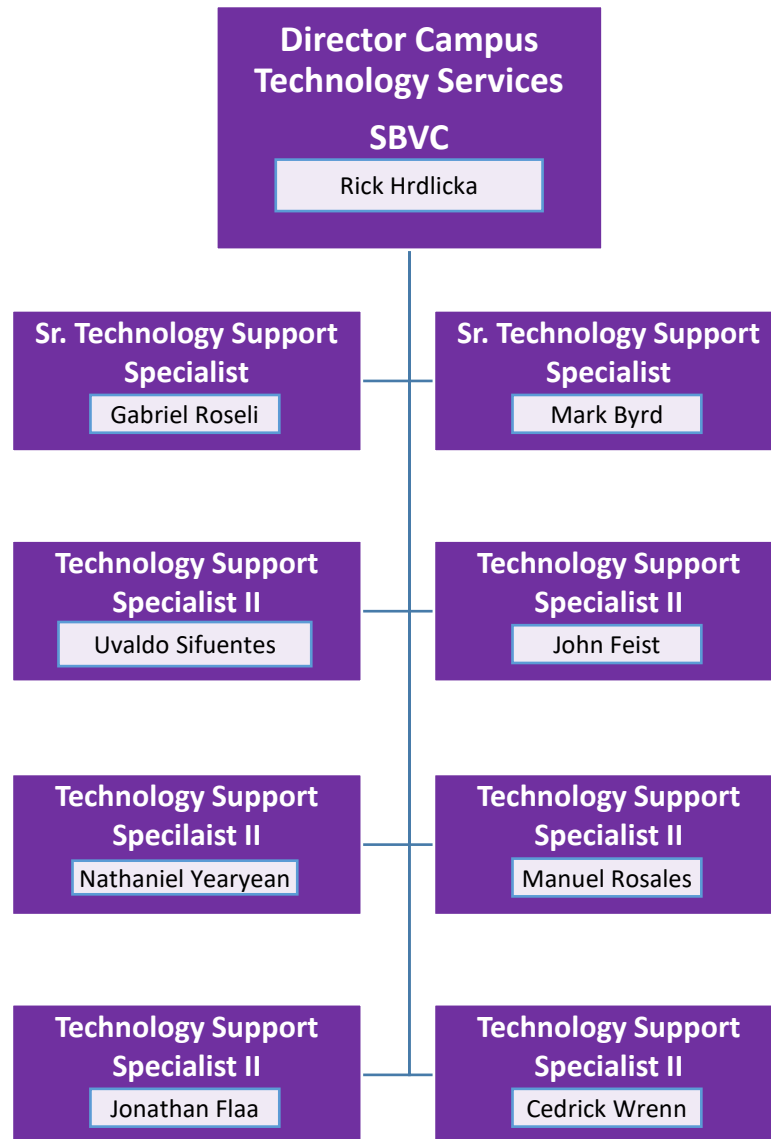 Director Campus
Technology Services
SBVC
Rick Hrdlicka
Sr. Technology Support
Specialist
Gabriel Roseli
Sr. Technology Support
Specialist
Mark Byrd
Technology Support
Specialist II
Uvaldo Sifuentes
Technology Support
Specialist II
John Feist
Technology Support
Specilaist II
Nathaniel Yearyean
Technology Support
Specialist II
Manuel Rosales
Technology Support
Specialist II
Jonathan Flaa
Technology Support
Specialist II
Cedrick Wrenn